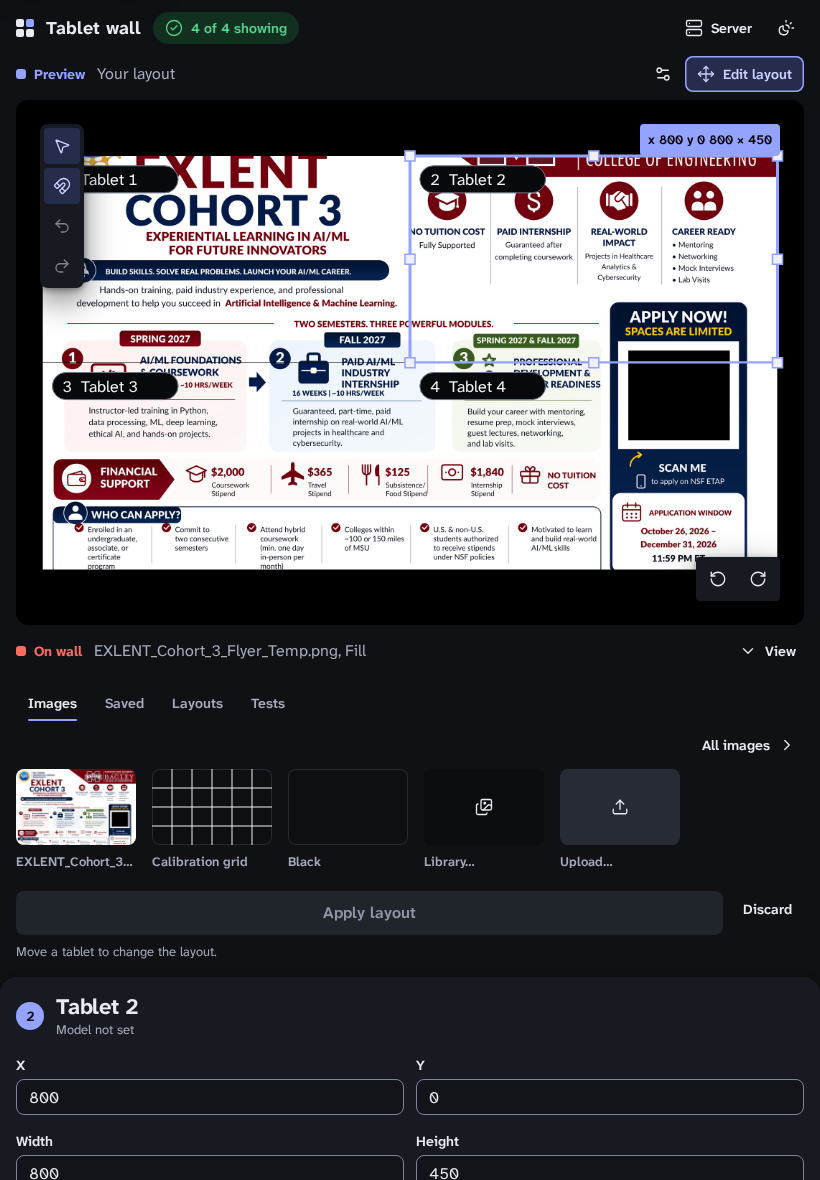 Tablet wall
4 of 4 showing
Server
Preview
Your layout
Edit layout
x 800 y 0 800 × 450
EXLENT
COLLEGE OF ENGINEERING
Tablet 1
2 Tablet 2
COHORT 3
EXPERIENTIAL LEARNING IN AI/ML
FOR FUTURE INNOVATORS
BUILD SKILLS. SOLVE REAL PROBLEMS. LAUNCH YOUR AI/ML CAREER.
Hands-on training, paid industry experience, and professional
development to help you succeed in Artificial Intelligence & Machine Learning.
NO TUITION COST
Fully Supported
$
PAID INTERNSHIP
Guaranteed after
completing coursework
REAL-WORLD
IMPACT
Projects in Healthcare
Analytics &
Cybersecurity
CAREER READY
• Mentoring
• Networking
• Mock Interviews
• Lab Visits
TWO SEMESTERS. THREE POWERFUL MODULES.
SPRING 2027
1
AI/ML FOUNDATIONS
& COURSEWORK
~10 HRS/WEEK
3 Tablet 3
Instructor-led training in Python,
data processing, ML, deep learning,
ethical AI, and hands-on projects.
FALL 2027
2
PAID AI/ML
INDUSTRY
INTERNSHIP
16 WEEKS | ~10 HRS/WEEK
Guaranteed, part-time, paid
internship on real-world AI/ML
projects in healthcare and
cybersecurity.
SPRING 2027 & FALL 2027
3
PROFESSIONAL
DEVELOPMENT &
READINESS
4 Tablet 4
Build your career with mentoring,
resume prep, mock interviews,
guest lectures, networking,
and lab visits.
APPLY NOW!
SPACES ARE LIMITED
SCAN ME
to apply on NSF ETAP
APPLICATION WINDOW
October 26, 2026 –
December 31, 2026
11:59 PM
FINANCIAL
SUPPORT
$2,000
Coursework
Stipend
$365
Travel
Stipend
$125
Subsistence/
Food Stipend
$1,840
Internship
Stipend
NO TUITION
COST
WHO CAN APPLY?
Enrolled in an
undergraduate,
associate, or
certificate
program
Commit to
two consecutive
semesters
Attend hybrid
coursework
(min. one day
in-person per
month)
Colleges within
~100 or 150 miles
of MSU
U.S. & non-U.S.
students authorized
to receive stipends
under NSF policies
Motivated to learn
and build real-world
AI/ML skills
On wall
EXLENT_Cohort_3_Flyer_Temp.png, Fill
View
Images
Saved
Layouts
Tests
All images
EXLENT
COHORT 3
EXLENT_Cohort_3...
Calibration grid
Black
Library...
Upload...
Apply layout
Discard
Move a tablet to change the layout.
2
Tablet 2
Model not set
X
Y
800
0
Width
Height
800
450